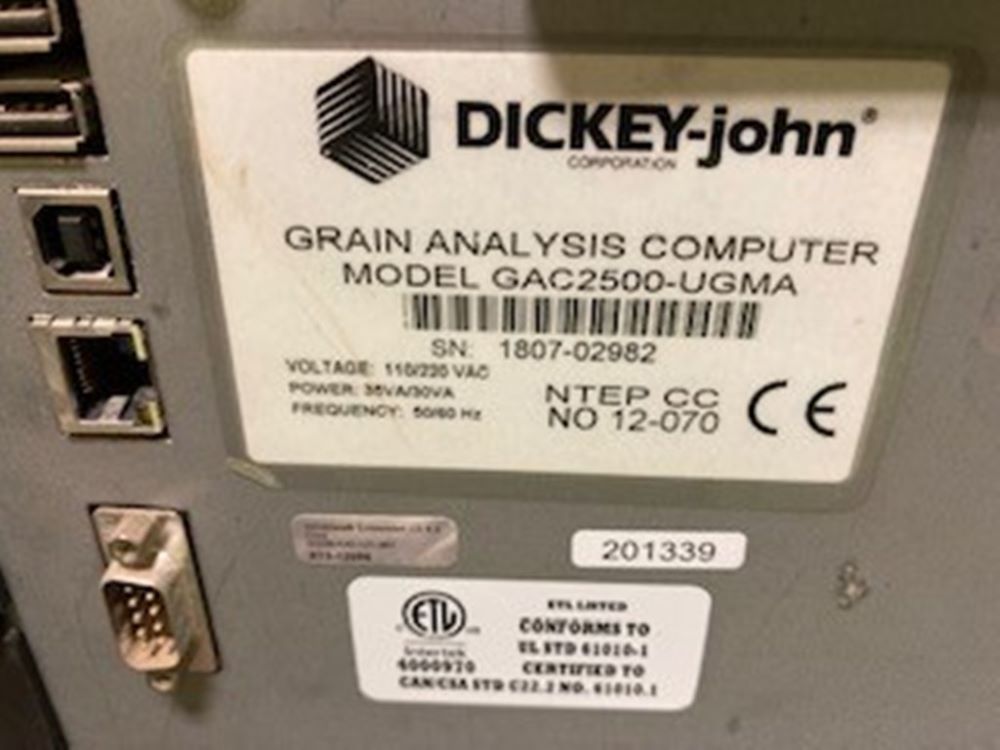 DICKEY-john®
CORPORATION
GRAIN ANALYSIS COMPUTER
MODEL GAC2500-UGMA
SN: 1807-02982
VOLTAGE: 110/220 VAC
POWER: 35VA/30VA
FREQUENCY: 50/60 Hz
NTEP CC
NO 12-070
CE
201339
ETL
Intertek
4000970
ETL LISTED
CONFORMS TO
UL STD 61010-1
CERTIFIED TO
CAN/CSA STD C22.2 NO. 61010.1